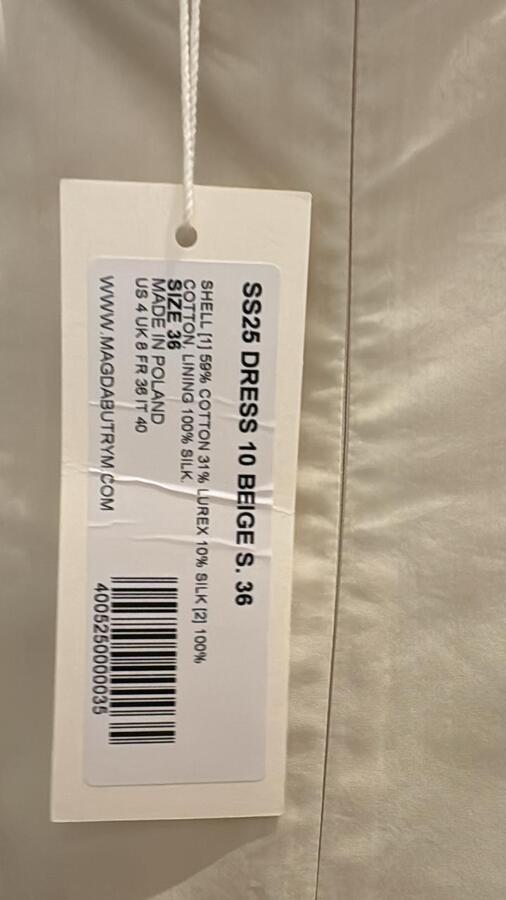 SS25 DRESS 10 BEIGE S. 36
SHELL [1] 59% COTTON 31% LUREX 10% SILK [2] 100%
COTTON, LINING 100% SILK.
SIZE 36
MADE IN POLAND
US 4 UK 8 FR 36 IT 40
WWW.MAGDABUTRYM.COM
4005250000035